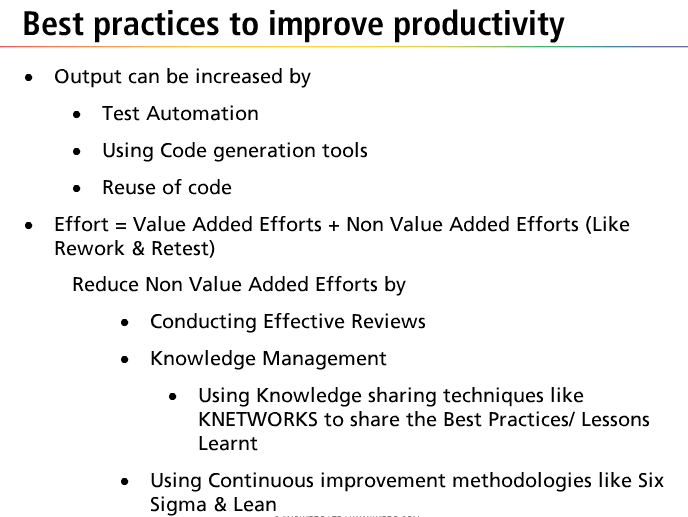 Best practices to improve productivity
• Output can be increased by
• Test Automation
• Using Code generation tools
• Reuse of code
• Effort = Value Added Efforts + Non Value Added Efforts (Like
Rework & Retest)
Reduce Non Value Added Efforts by
• Conducting Effective Reviews
• Knowledge Management
• Using Knowledge sharing techniques like
KNETWORKS to share the Best Practices/ Lessons
Learnt
• Using Continuous improvement methodologies like Six
Sigma & Lean